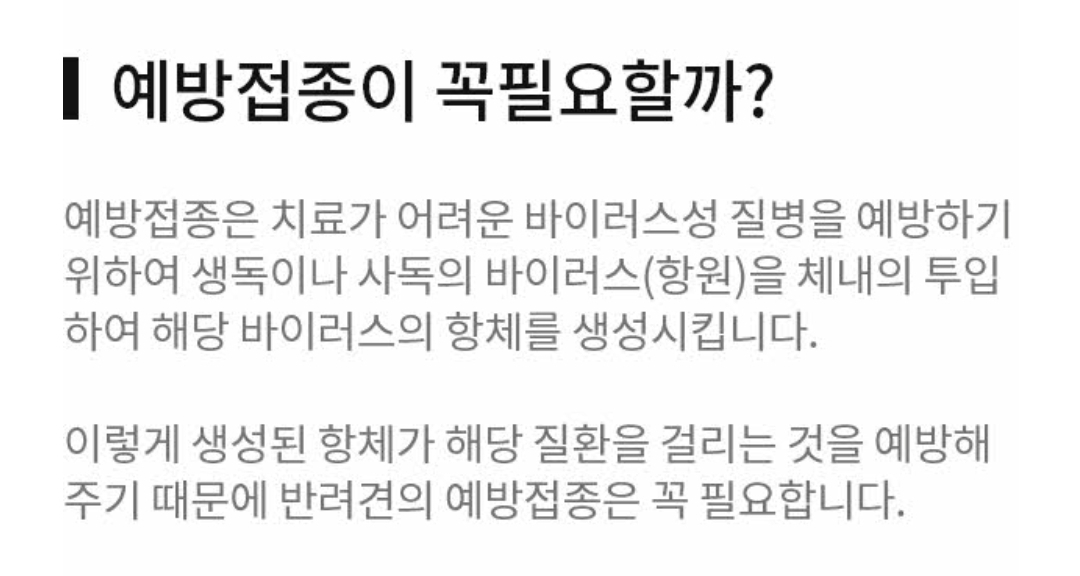 예방접종이 꼭필요할까?
예방접종은 치료가 어려운 바이러스성 질병을 예방하기
위하여 생독이나 사독의 바이러스(항원)을 체내의 투입
하여 해당 바이러스의 항체를 생성시킵니다.
이렇게 생성된 항체가 해당 질환을 걸리는 것을 예방해
주기 때문에 반려견의 예방접종은 꼭 필요합니다.